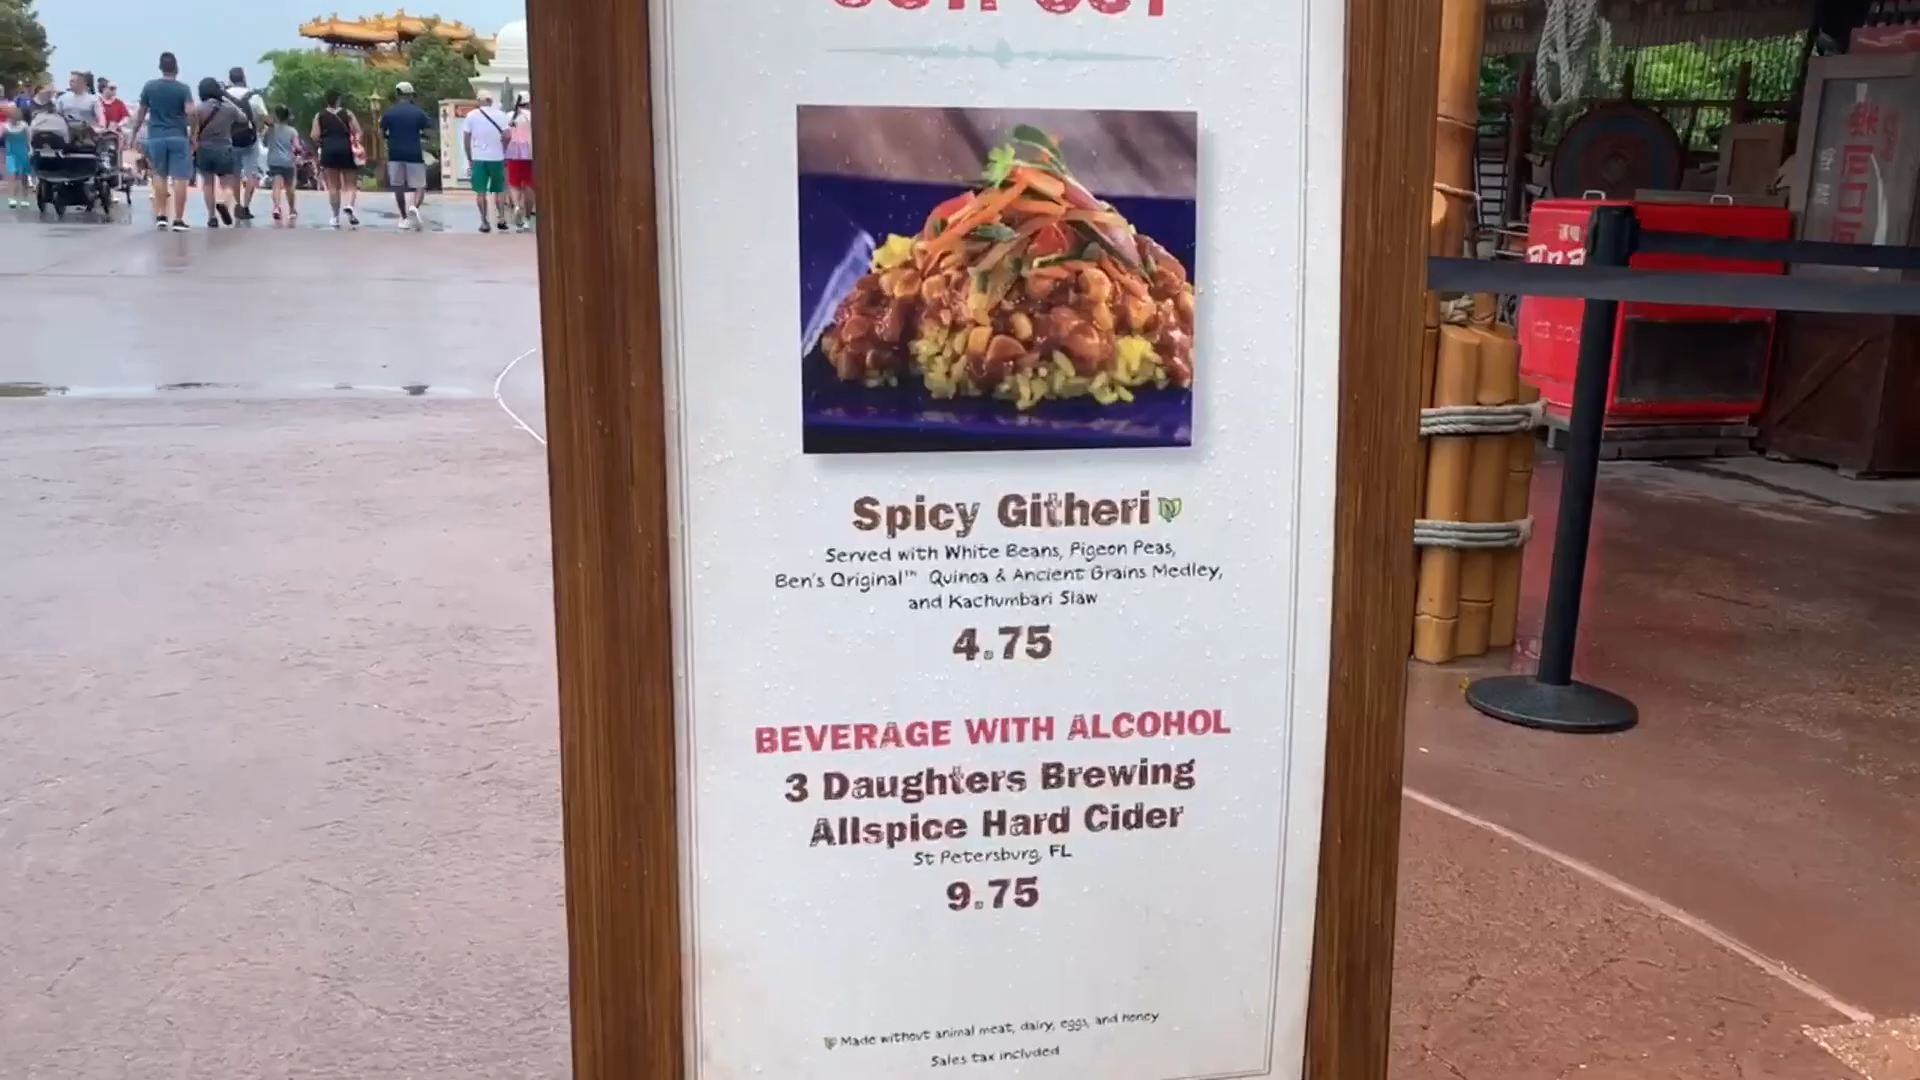 OUTPOST
Spicy Githeri
Served with White Beans, Pigeon Peas,
Ben's Original™ Quinoa & Ancient Grains Medley,
and Kachumbari Slaw
4.75
BEVERAGE WITH ALCOHOL
3 Daughters Brewing
Allspice Hard Cider
St Petersburg, FL
9.75
Made without animal meat, dairy, eggs, and honey
Sales tax included